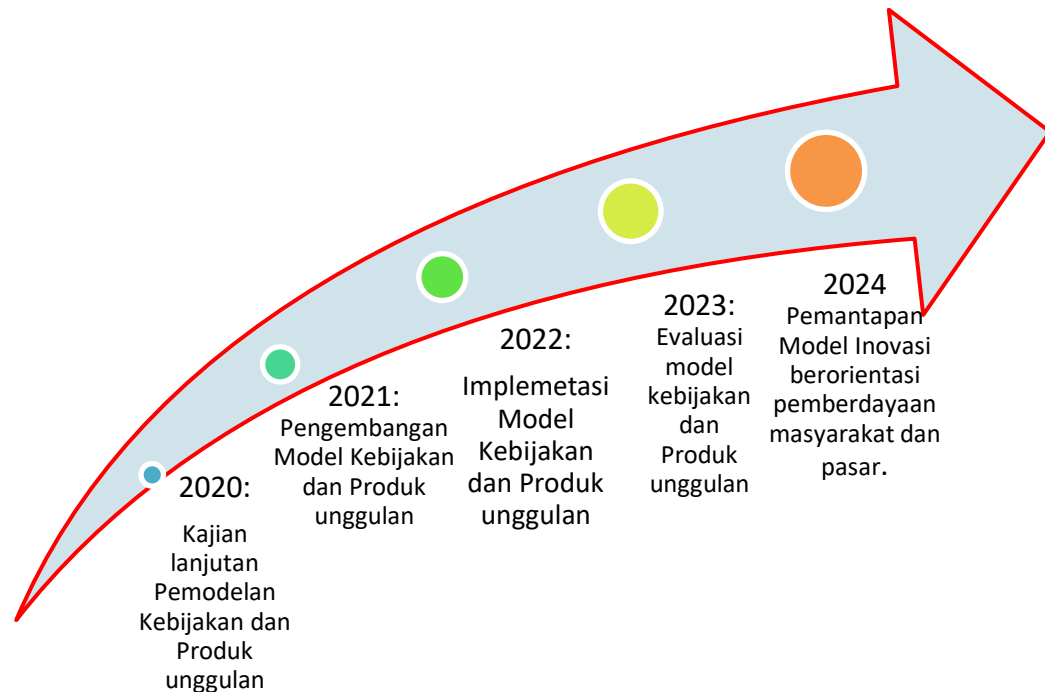 2020:
Kajian
lanjutan
Pemodelan
Kebijakan dan
Produk
unggulan
2021:
Pengembangan
Model Kebijakan
dan Produk
unggulan
2022:
Implemetasi
Model
Kebijakan
dan Produk
unggulan
2023:
Evaluasi
model
kebijakan
dan
Produk
unggulan
2024
Pemantapan
Model Inovasi
berorientasi
pemberdayaan
masyarakat dan
pasar.